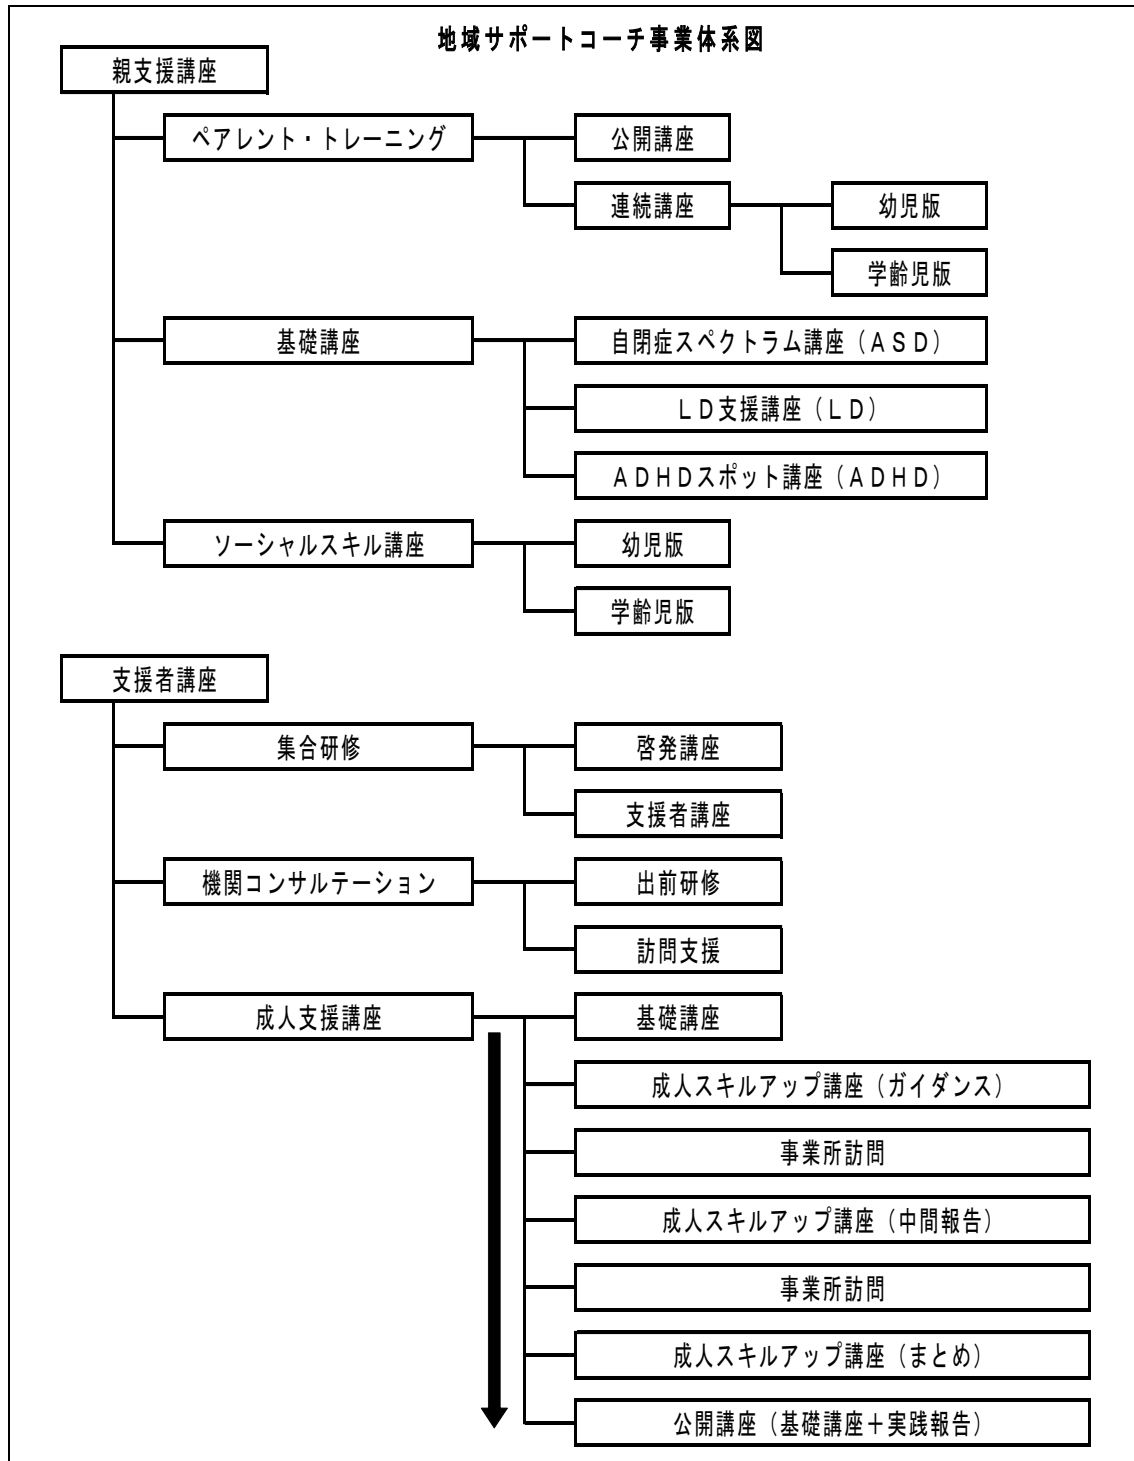 地域サポートコーチ事業体系図
親支援講座
ペアレント・トレーニング
公開講座
連続講座
幼児版
学齢児版
基礎講座
自閉症スペクトラム講座（ＡＳＤ）
ＬＤ支援講座（ＬＤ）
ＡＤＨＤスポット講座（ＡＤＨＤ）
ソーシャルスキル講座
幼児版
学齢児版
支援者講座
集合研修
啓発講座
支援者講座
機関コンサルテーション
出前研修
訪問支援
成人支援講座
基礎講座
成人スキルアップ講座（ガイダンス）
事業所訪問
成人スキルアップ講座（中間報告）
事業所訪問
成人スキルアップ講座（まとめ）
公開講座（基礎講座＋実践報告）